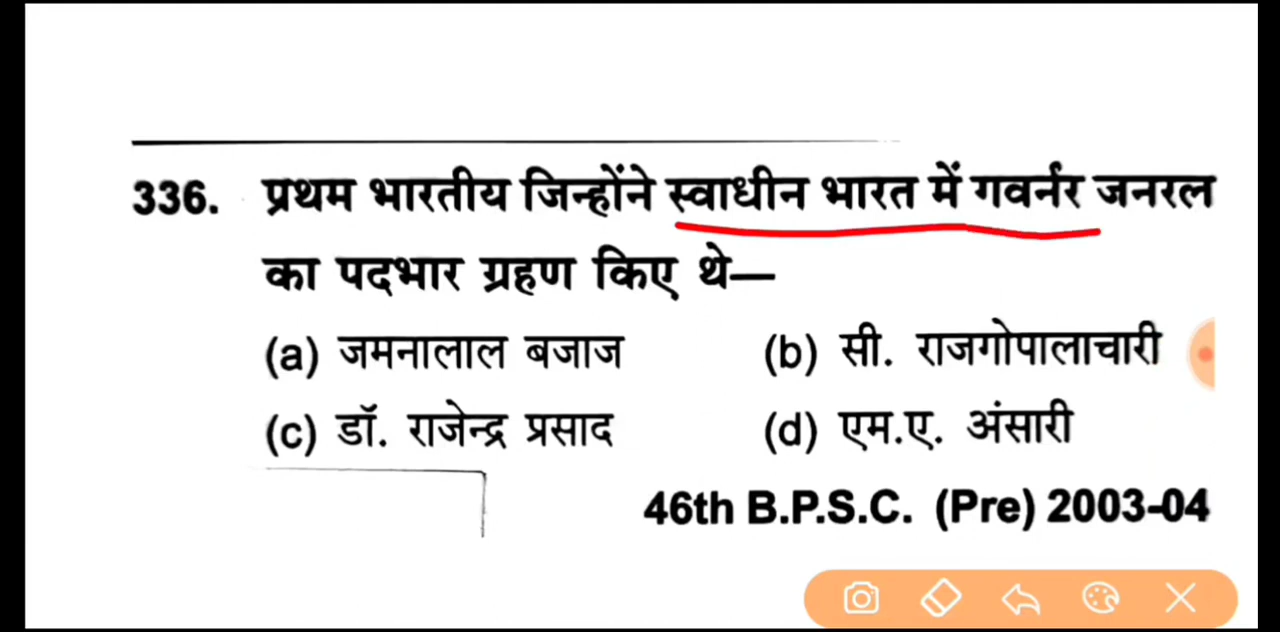 336. प्रथम भारतीय जिन्होंने स्वाधीन भारत में गवर्नर जनरल
का पदभार ग्रहण किए थे—
(a) जमनालाल बजाज (b) सी. राजगोपालाचारी
(c) डॉ. राजेन्द्र प्रसाद (d) एम.ए. अंसारी
46th B.P.S.C. (Pre) 2003-04